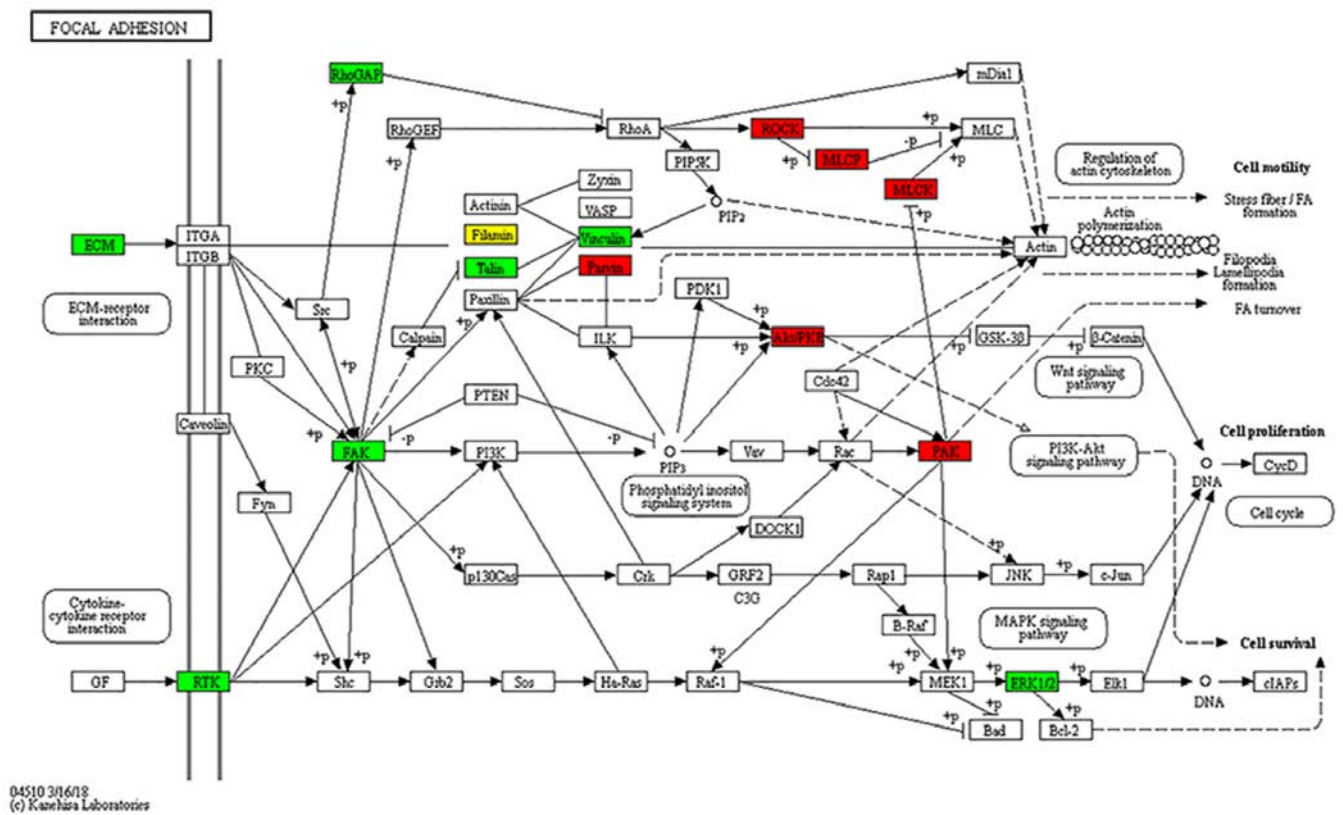 FOCAL ADHESION
RhoGAP
mDia1
+p
RhoGEF
RhoA
ROCK
+p
MLC
+p
-p
MLCP
PIP5K
+p
MLCK
+p
+p
Regulation of
actin cytoskeleton
Cell motility
Zyxin
Actinin
VASP
PIP2
Stress fiber / FA
formation
Actin
polymerization
ECM
ITGA
ITGB
Filamin
Vinculin
Actin
Talin
Parvin
Filopodia
Lamellipodia
formation
ECM-receptor
interaction
Src
Paxillin
PDK1
FA turnover
+p
Calpain
ILK
+p
+p
Akt/PKB
GSK-3β
+p
+p
β-Catenin
PKC
+p
Cdc42
Wnt signaling
pathway
PTEN
Caveolin
+p
-p
-p
FAK
PI3K
PIP3
Vav
Rac
PAK
PI3K-Akt
signaling pathway
Cell proliferation
DNA
CycD
Phosphatidyl inositol
signaling system
Fyn
DOCK1
Cell cycle
+p
p130Cas
Crk
GRF2
C3G
Rap1
+p
JNK
+p
c-Jun
Cytokine-
cytokine receptor
interaction
B-Raf
MAPK signaling
pathway
Cell survival
+p
+p
+p
+p
+p
+p
+p
+p
GF
RTK
Shc
Grb2
Sos
Ha-Ras
Raf-1
MEK1
ERK1/2
Elk1
DNA
cIAPs
+p
+p
+p
Bad
Bcl-2
04510 3/16/18
(c) Kanehisa Laboratories